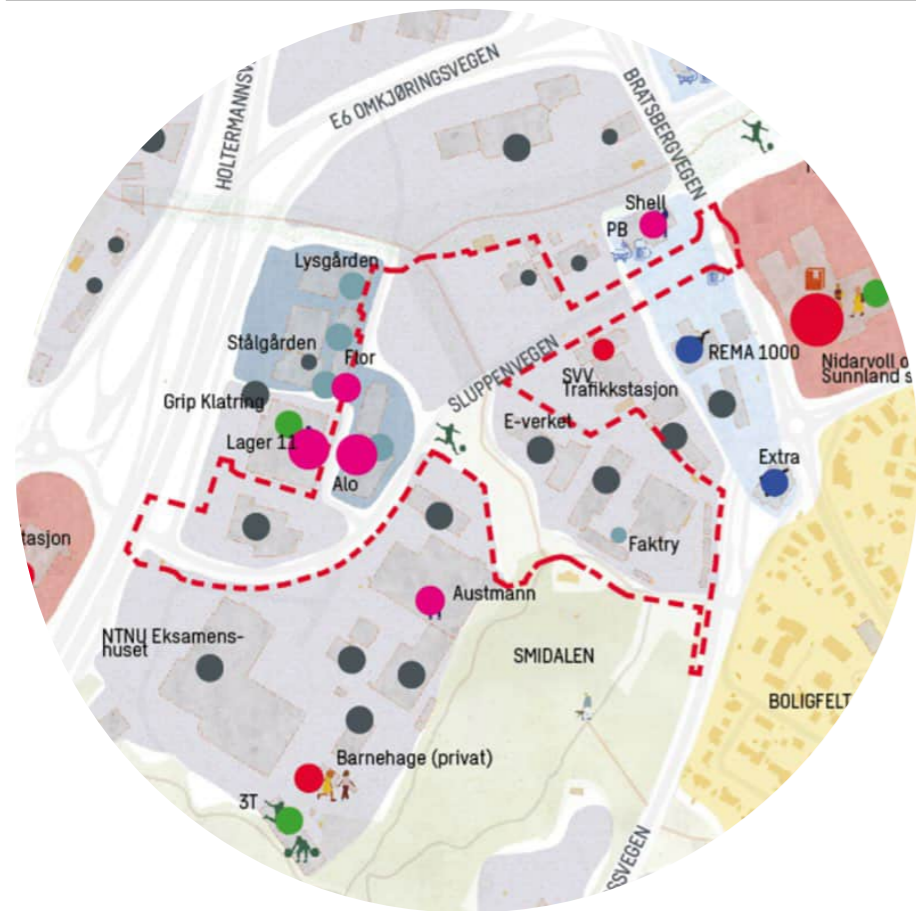 HOLTERMANNSV
E6 OMKJØRINGSVEGEN
BRATSBERGVEGEN
Shell
PB
Lysgården
Stålgården
Flor
Grip Klatring
Lager 11
Alo
SLUPPENVEGEN
SVV
Trafikkstasjon
REMA 1000
Nidarvoll o
Sunnland s
E-verket
Extra
Faktry
tasjon
Austmann
NTNU Eksamens-
huset
SMIDALEN
BOLIGFELT
Barnehage (privat)
3T
SSVEGEN